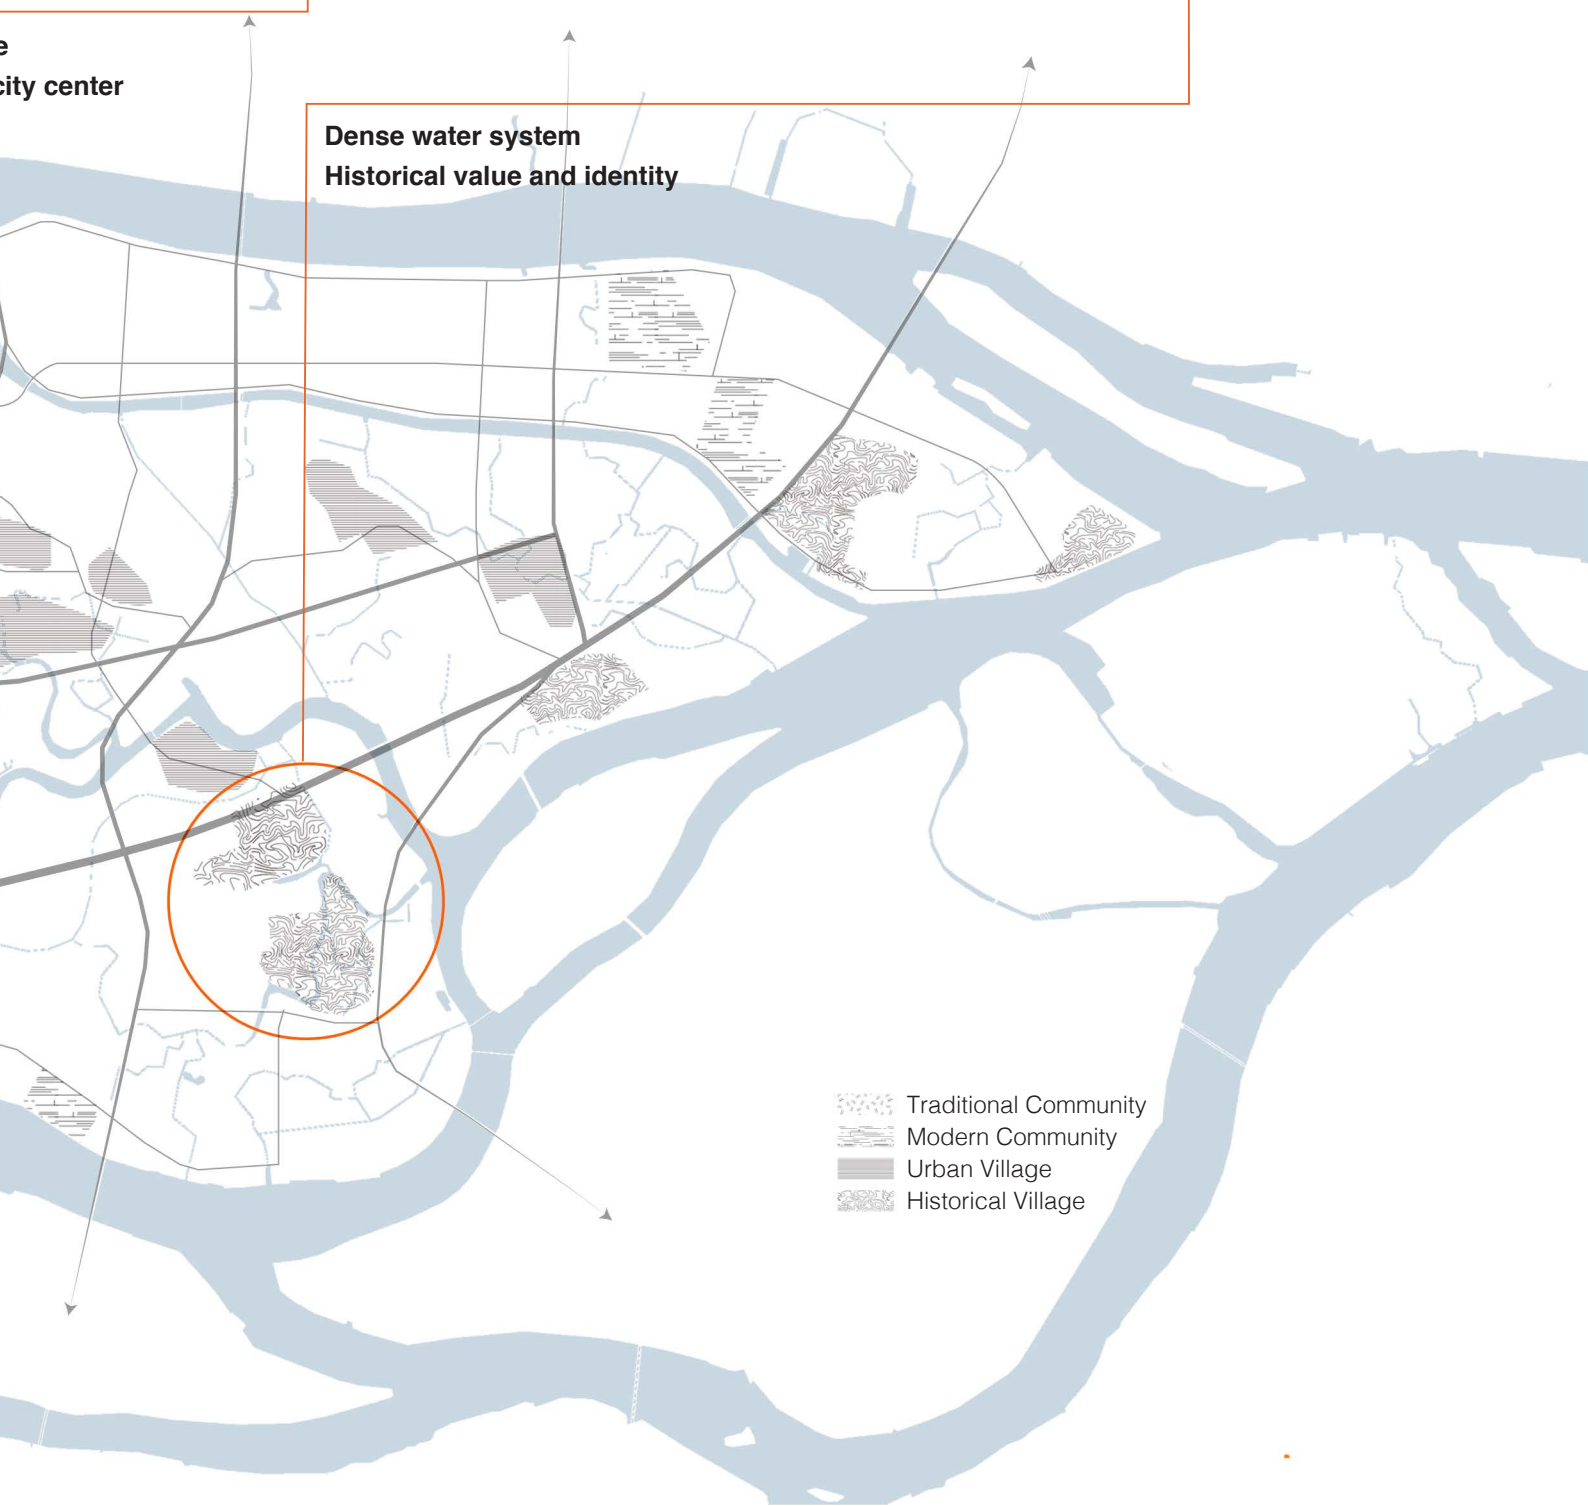 e
city center
Dense water system
Historical value and identity
Traditional Community
Modern Community
Urban Village
Historical Village